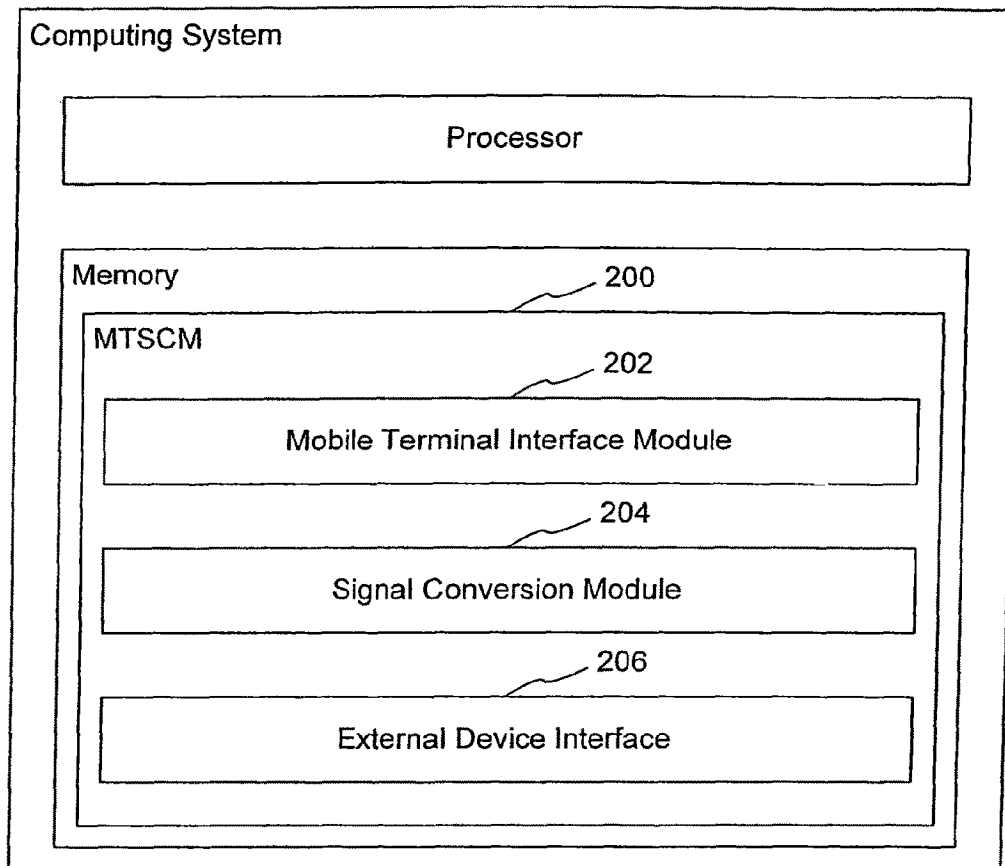 Computing System
Processor
Memory
200
MTSCM
202
Mobile Terminal Interface Module
204
Signal Conversion Module
206
External Device Interface